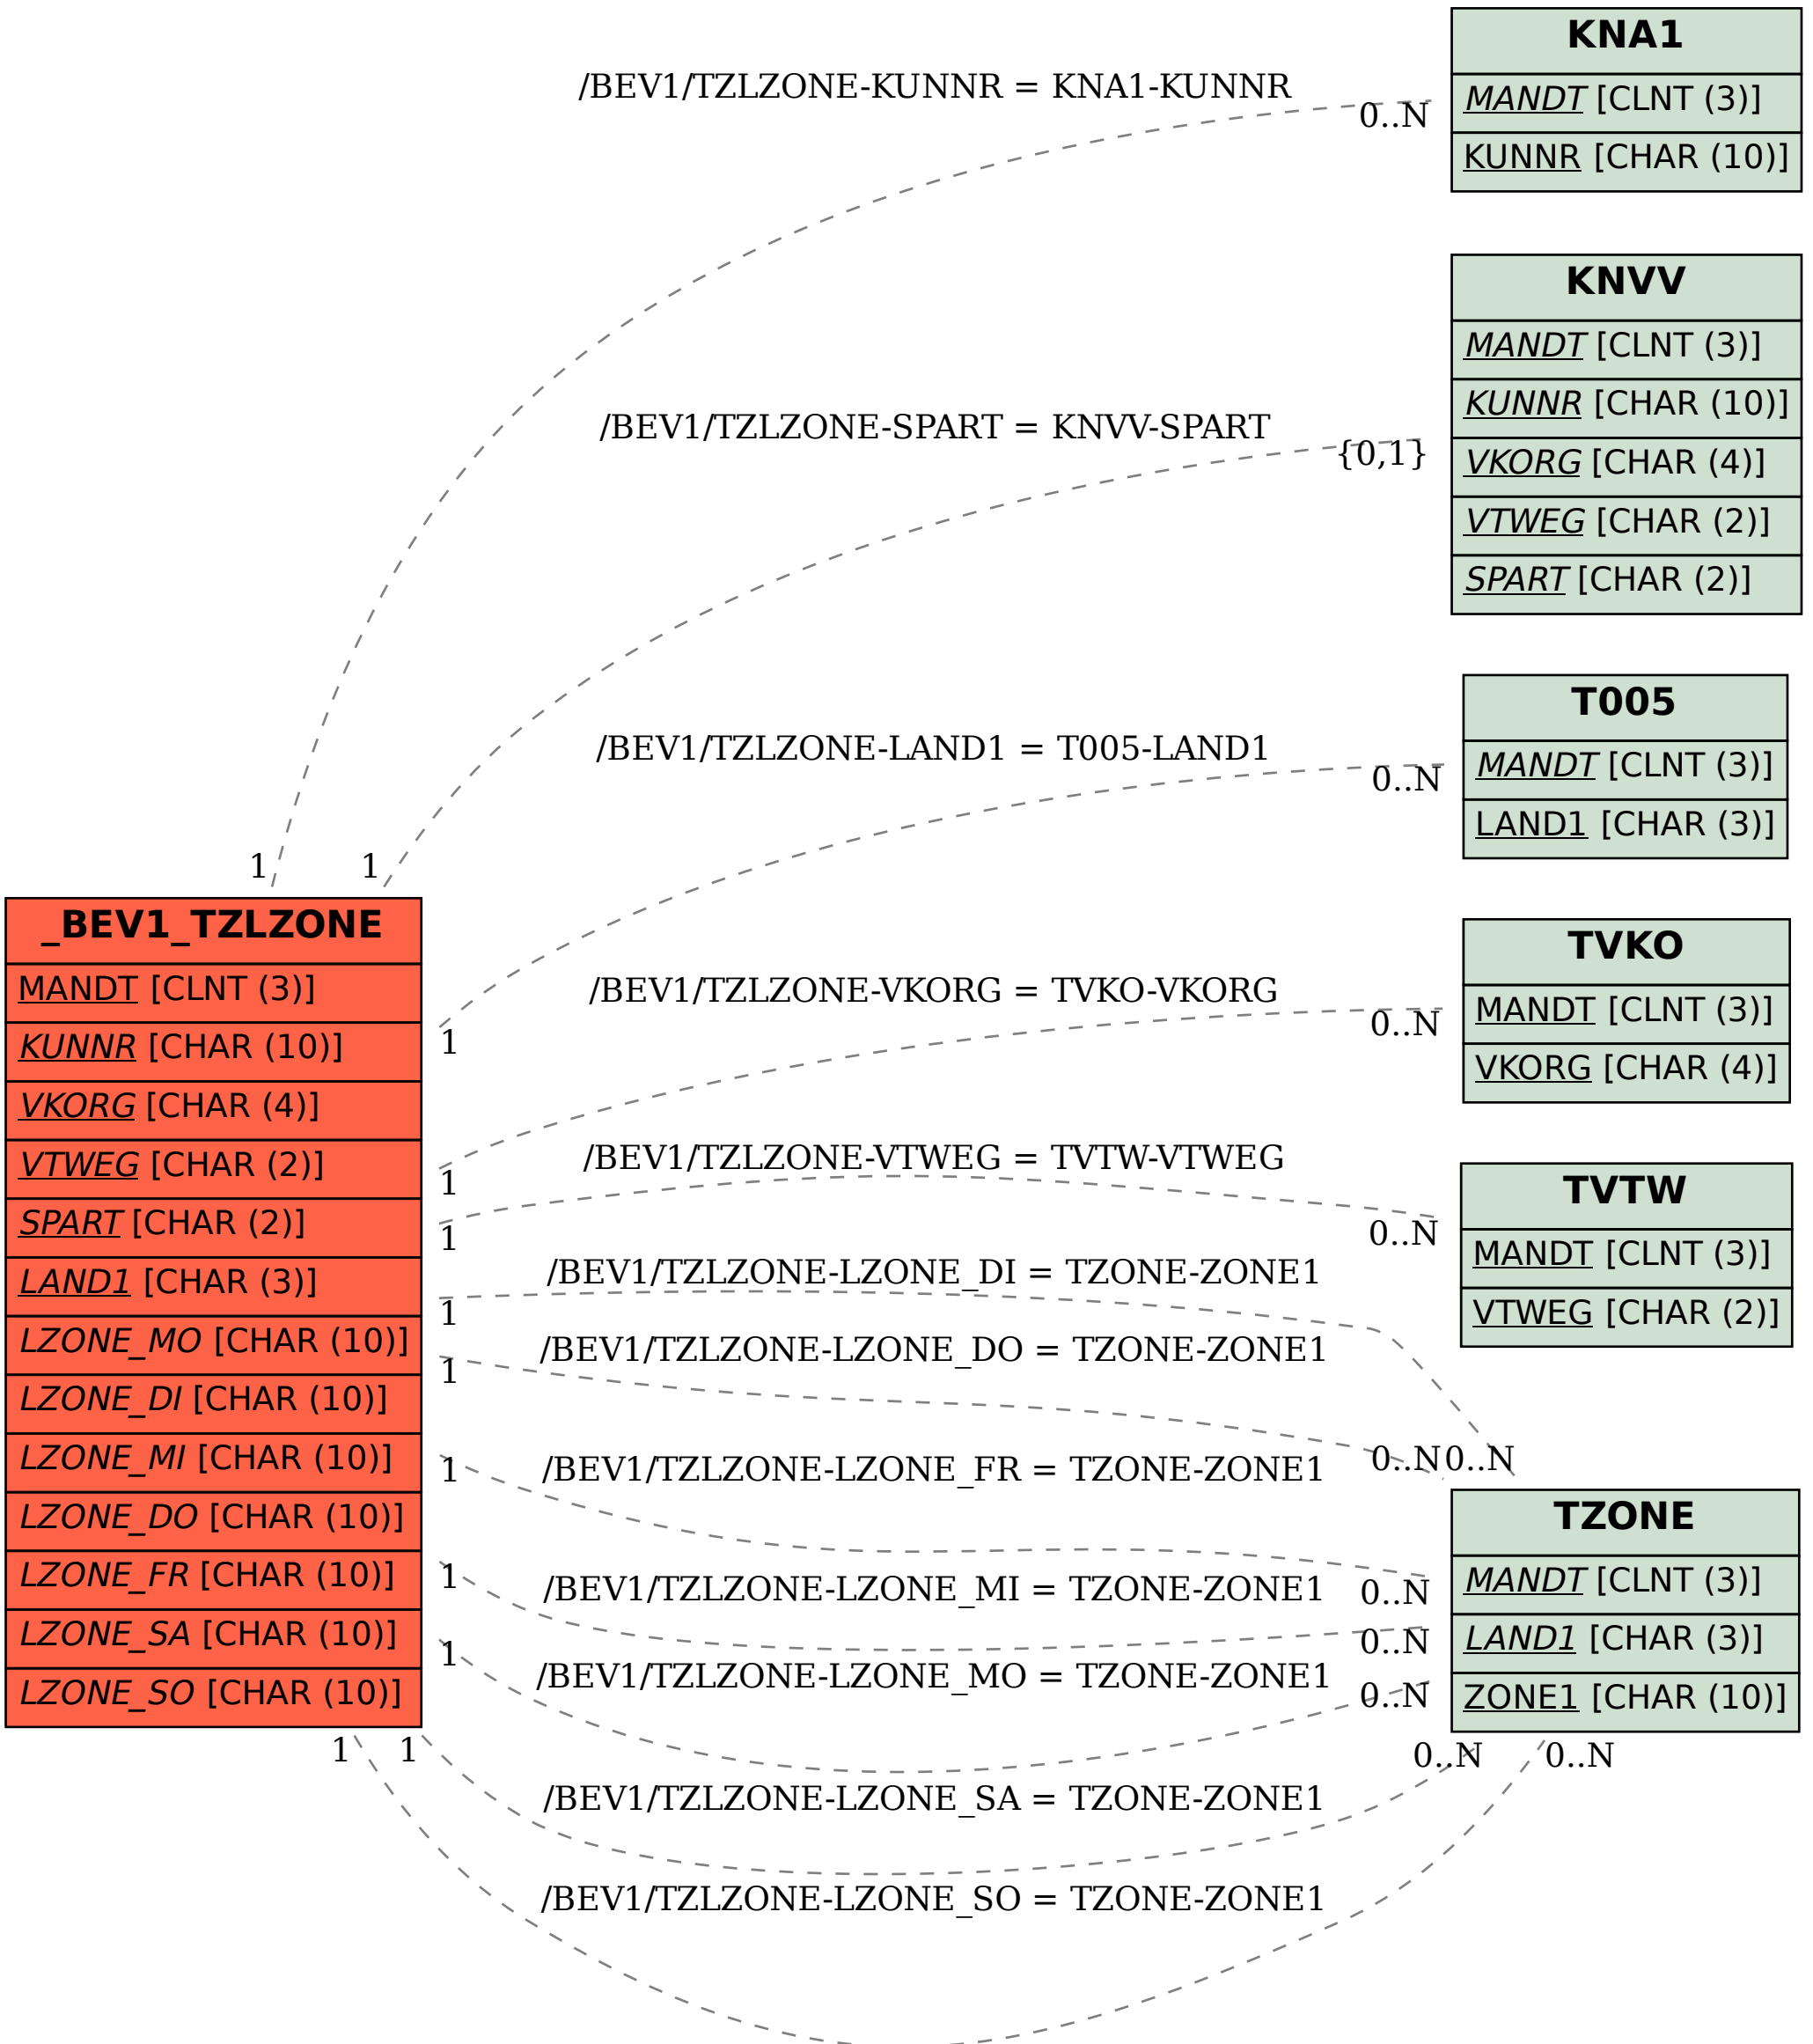 KNA1
MANDT [CLNT (3)]
KUNNR [CHAR (10)]
/BEV1/TZLZONE-KUNNR = KNA1-KUNNR
0..N
1
KNVV
MANDT [CLNT (3)]
KUNNR [CHAR (10)]
VKORG [CHAR (4)]
VTWEG [CHAR (2)]
SPART [CHAR (2)]
/BEV1/TZLZONE-SPART = KNVV-SPART
{0,1}
1
T005
MANDT [CLNT (3)]
LAND1 [CHAR (3)]
/BEV1/TZLZONE-LAND1 = T005-LAND1
0..N
1
_BEV1_TZLZONE
MANDT [CLNT (3)]
KUNNR [CHAR (10)]
VKORG [CHAR (4)]
VTWEG [CHAR (2)]
SPART [CHAR (2)]
LAND1 [CHAR (3)]
LZONE_MO [CHAR (10)]
LZONE_DI [CHAR (10)]
LZONE_MI [CHAR (10)]
LZONE_DO [CHAR (10)]
LZONE_FR [CHAR (10)]
LZONE_SA [CHAR (10)]
LZONE_SO [CHAR (10)]
TVKO
MANDT [CLNT (3)]
VKORG [CHAR (4)]
/BEV1/TZLZONE-VKORG = TVKO-VKORG
0..N
1
TVTW
MANDT [CLNT (3)]
VTWEG [CHAR (2)]
/BEV1/TZLZONE-VTWEG = TVTW-VTWEG
0..N
1
/BEV1/TZLZONE-LZONE_DI = TZONE-ZONE1
0..N
1
/BEV1/TZLZONE-LZONE_DO = TZONE-ZONE1
0..N
1
/BEV1/TZLZONE-LZONE_FR = TZONE-ZONE1
0..N
1
TZONE
MANDT [CLNT (3)]
LAND1 [CHAR (3)]
ZONE1 [CHAR (10)]
/BEV1/TZLZONE-LZONE_MI = TZONE-ZONE1
0..N
1
/BEV1/TZLZONE-LZONE_MO = TZONE-ZONE1
0..N
1
/BEV1/TZLZONE-LZONE_SA = TZONE-ZONE1
0..N
1
/BEV1/TZLZONE-LZONE_SO = TZONE-ZONE1
0..N
1